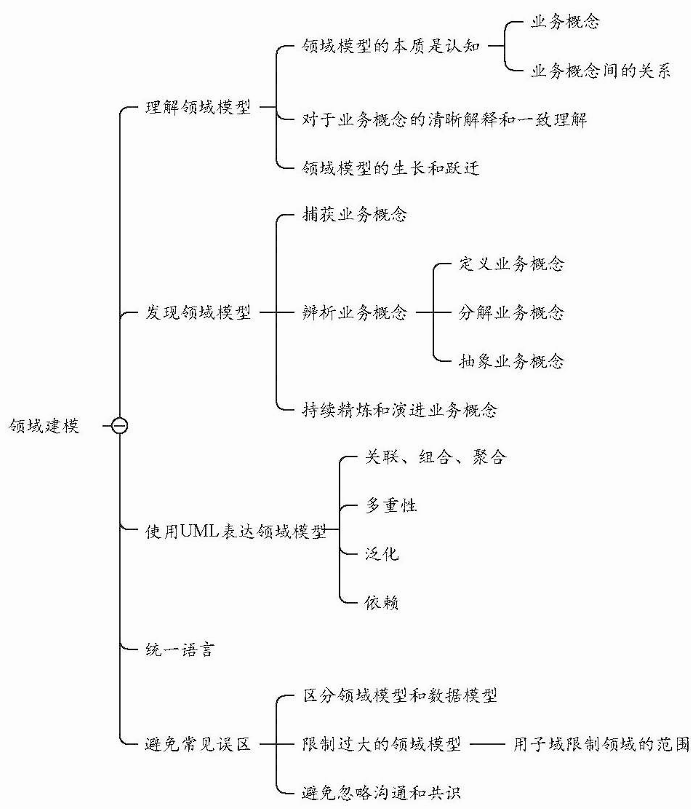 领域建模
理解领域模型
领域模型的本质是认知
业务概念
业务概念间的关系
对于业务概念的清晰解释和一致理解
领域模型的生长和跃迁
发现领域模型
捕获业务概念
辨析业务概念
定义业务概念
分解业务概念
抽象业务概念
持续精炼和演进业务概念
使用UML表达领域模型
关联、组合、聚合
多重性
泛化
依赖
统一语言
避免常见误区
区分领域模型和数据模型
限制过大的领域模型
用子域限制领域的范围
避免忽略沟通和共识